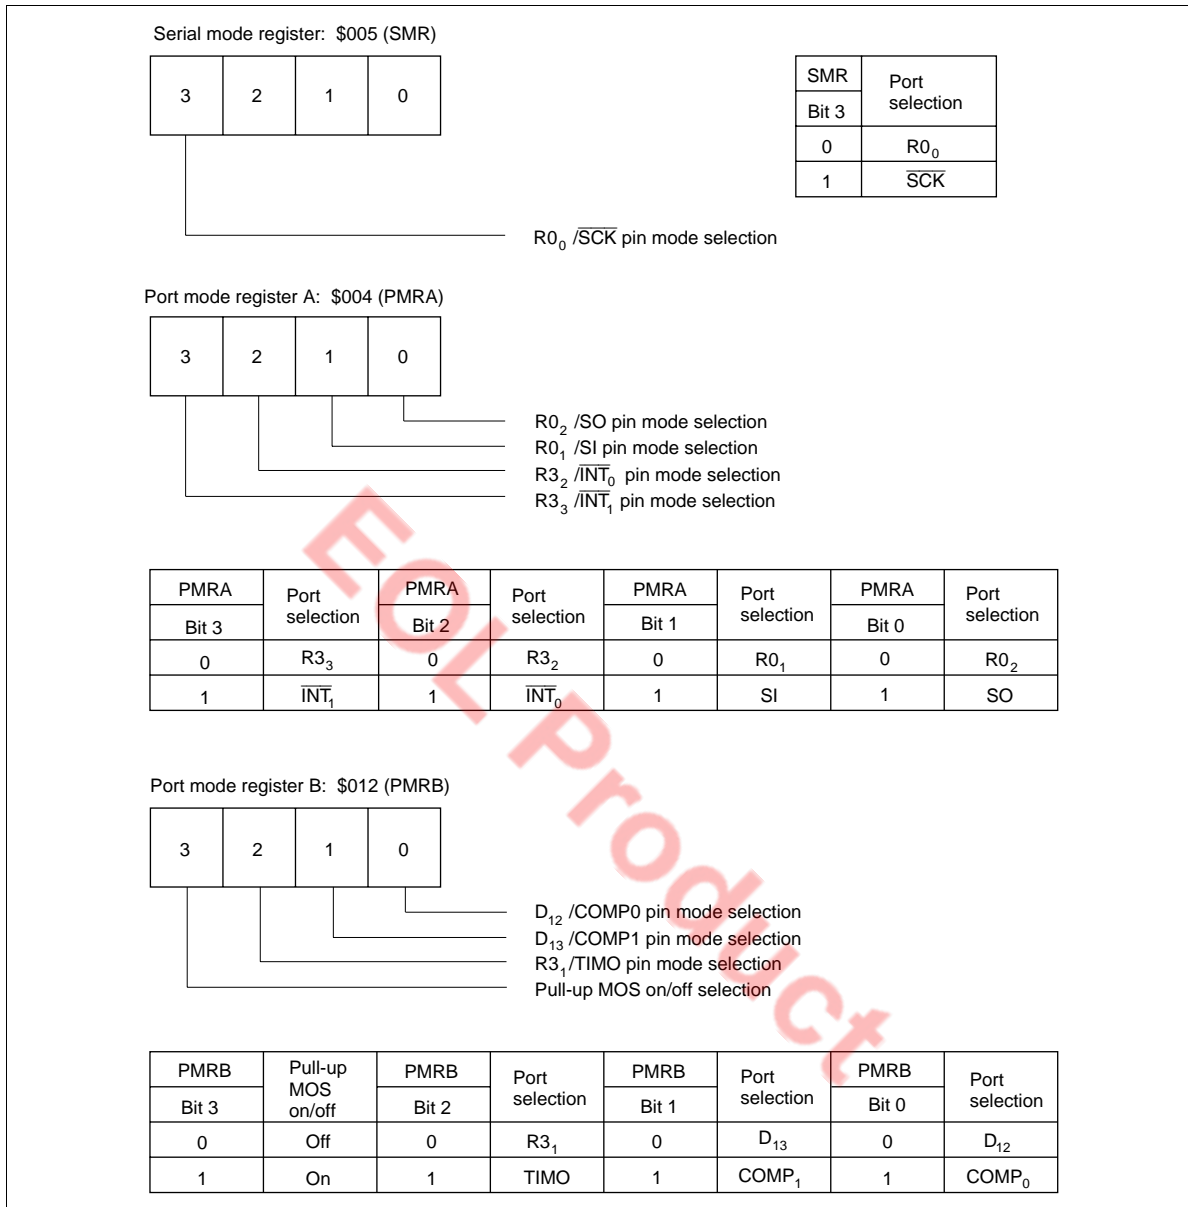 Serial mode register: $005 (SMR)
3 2 1 0
R0₀ /S̅C̅K̅ pin mode selection
SMR Port selection
Bit 3
0 R0₀
1 S̅C̅K̅
Port mode register A: $004 (PMRA)
3 2 1 0
R0₂ /SO pin mode selection
R0₁ /SI pin mode selection
R3₂ /I̅N̅T̅₀ pin mode selection
R3₃ /I̅N̅T̅₁ pin mode selection
PMRA Port selection PMRA Port selection PMRA Port selection PMRA Port selection
Bit 3 Bit 2 Bit 1 Bit 0
0 R3₃ 0 R3₂ 0 R0₁ 0 R0₂
1 I̅N̅T̅₁ 1 I̅N̅T̅₀ 1 SI 1 SO
Port mode register B: $012 (PMRB)
3 2 1 0
D₁₂ /COMP0 pin mode selection
D₁₃ /COMP1 pin mode selection
R3₁/TIMO pin mode selection
Pull-up MOS on/off selection
PMRB Pull-up MOS on/off PMRB Port selection PMRB Port selection PMRB Port selection
Bit 3 Bit 2 Bit 1 Bit 0
0 Off 0 R3₁ 0 D₁₃ 0 D₁₂
1 On 1 TIMO 1 COMP₁ 1 COMP₀
EOL Product